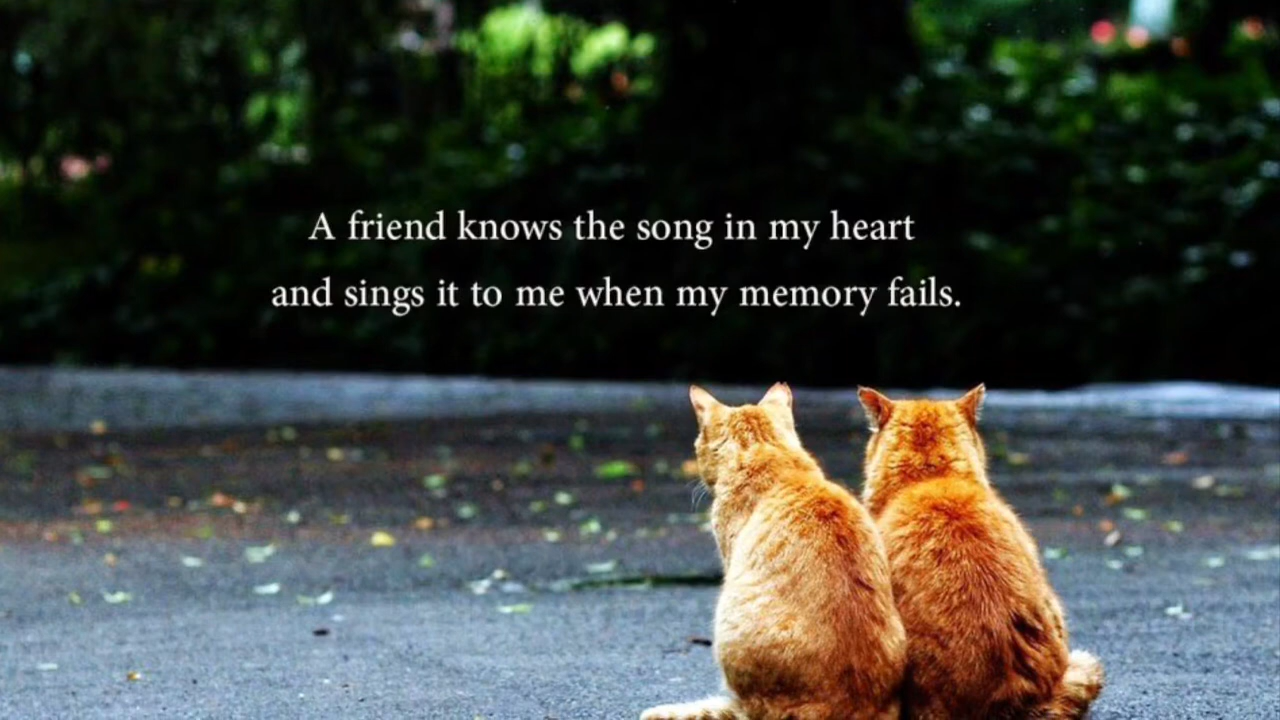 A friend knows the song in my heart
and sings it to me when my memory fails.